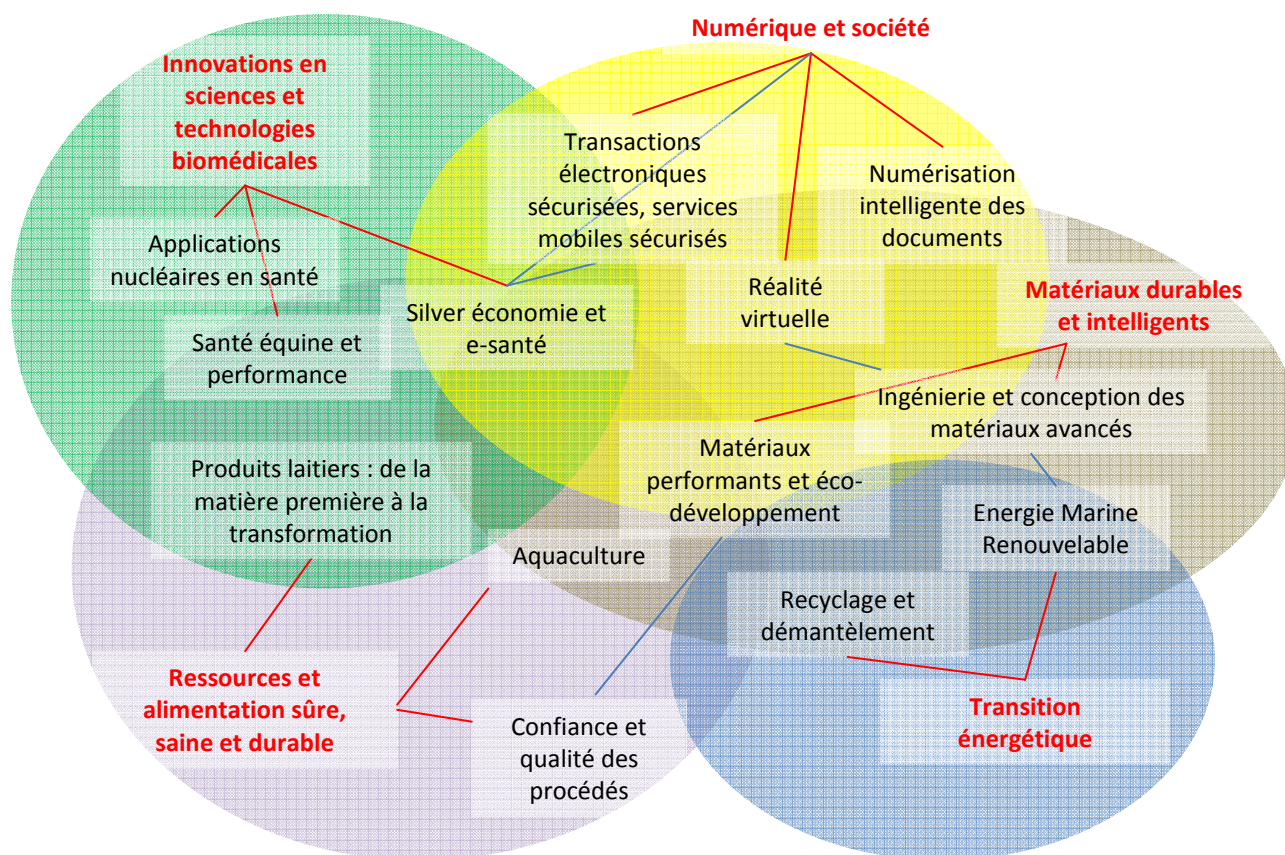 Numérique et société
Innovations en
sciences et
technologies
biomédicales
Transactions
électroniques
sécurisées, services
mobiles sécurisés
Numérisation
intelligente des
documents
Applications
nucléaires en santé
Réalité
virtuelle
Matériaux durables
et intelligents
Silver économie et
e-santé
Santé équine et
performance
Ingénierie et conception des
matériaux avancés
Matériaux
performants et éco-
développement
Produits laitiers : de la
matière première à la
transformation
Energie Marine
Renouvelable
Aquaculture
Recyclage et
démantèlement
Ressources et
alimentation sûre,
saine et durable
Confiance et
qualité des
procédés
Transition
énergétique